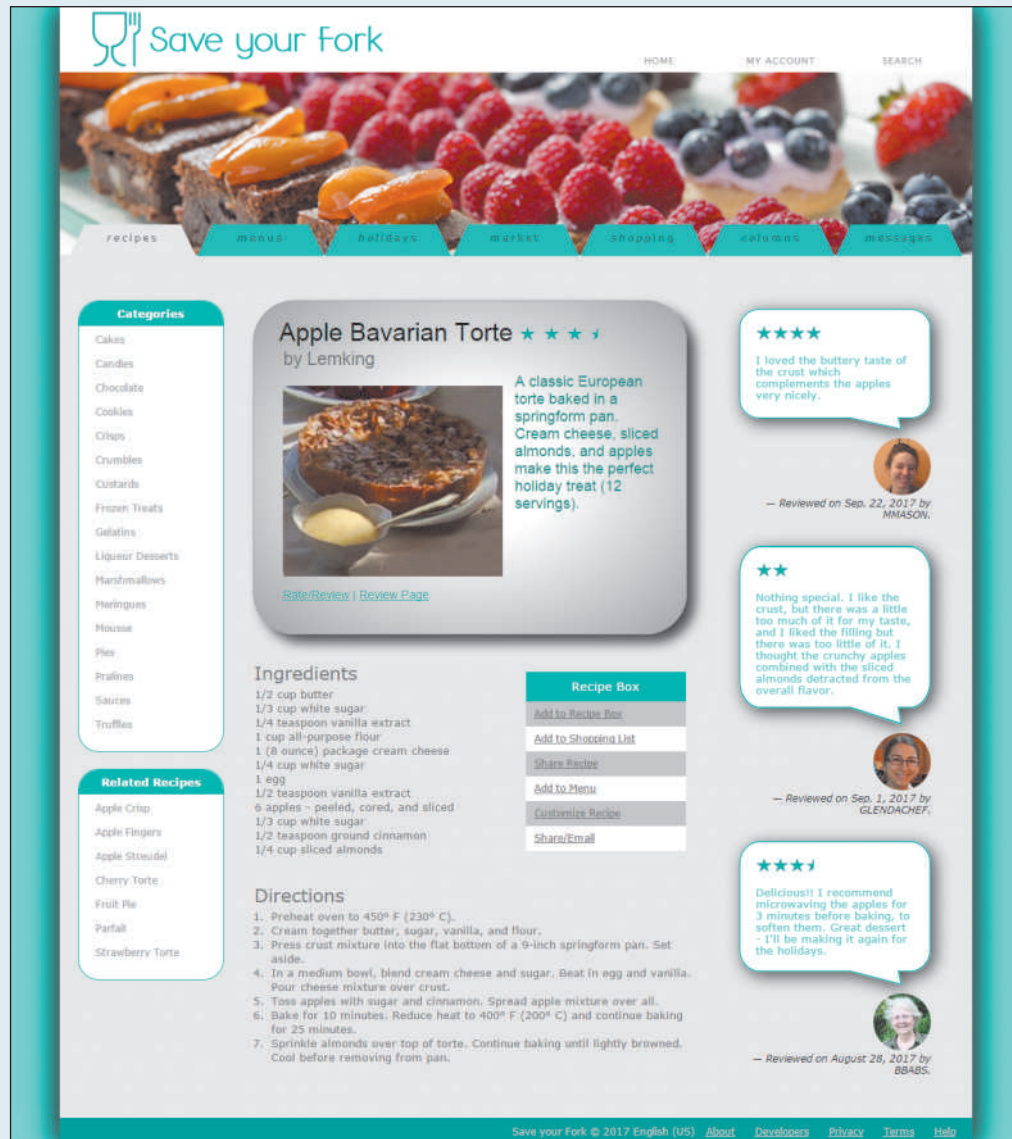 Save your Fork
HOME MY ACCOUNT SEARCH
recipes menus holidays market shopping columns messages
Categories
Cakes
Candies
Chocolate
Cookies
Crisps
Crumbles
Custards
Frozen Treats
Gelatins
Liqueur Desserts
Marshmallows
Meringues
Mousse
Pies
Pralines
Sauces
Truffles
Related Recipes
Apple Crisp
Apple Fingers
Apple Streudel
Cherry Torte
Fruit Pie
Parfait
Strawberry Torte
Apple Bavarian Torte ★ ★ ★
by Lemking
A classic European
torte baked in a
springform pan.
Cream cheese, sliced
almonds, and apples
make this the perfect
holiday treat (12
servings).
Rate/Review | Review Page
Ingredients
1/2 cup butter
1/3 cup white sugar
1/4 teaspoon vanilla extract
1 cup all-purpose flour
1 (8 ounce) package cream cheese
1/4 cup white sugar
1 egg
1/2 teaspoon vanilla extract
6 apples - peeled, cored, and sliced
1/3 cup white sugar
1/2 teaspoon ground cinnamon
1/4 cup sliced almonds
Recipe Box
Add to Recipe Box
Add to Shopping List
Share Recipe
Add to Menu
Customize Recipe
Share/Email
Directions
1. Preheat oven to 450º F (230º C).
2. Cream together butter, sugar, vanilla, and flour.
3. Press crust mixture into the flat bottom of a 9-inch springform pan. Set
aside.
4. In a medium bowl, blend cream cheese and sugar. Beat in egg and vanilla.
Pour cheese mixture over crust.
5. Toss apples with sugar and cinnamon. Spread apple mixture over all.
6. Bake for 10 minutes. Reduce heat to 400º F (200º C) and continue baking
for 25 minutes.
7. Sprinkle almonds over top of torte. Continue baking until lightly browned.
Cool before removing from pan.
★★★★
I loved the buttery taste of
the crust which
complements the apples
very nicely.
— Reviewed on Sep. 22, 2017 by
MMASON.
★★
Nothing special. I like the
crust, but there was a little
too much of it for my taste,
and I liked the filling but
there was too little of it. I
thought the crunchy apples
combined with the sliced
almonds detracted from the
overall flavor.
— Reviewed on Sep. 1, 2017 by
GLENDACHEF.
★★★
Delicious!! I recommend
microwaving the apples for
3 minutes before baking, to
soften them. Great dessert
- I'll be making it again for
the holidays.
— Reviewed on August 28, 2017 by
BBABS.
Save your Fork © 2017 English (US) About Developers Privacy Terms Help